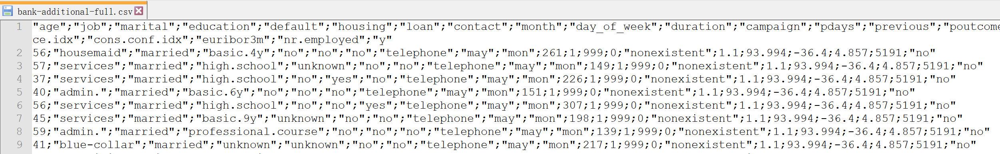 bank-additional-full.csv
1 "age";"job";"marital";"education";"default";"housing";"loan";"contact";"month";"day_of_week";"duration";"campaign";"pdays";"previous";"poutcome
ce.idx";"cons.conf.idx";"euribor3m";"nr.employed";"y"
2 56;"housemaid";"married";"basic.4y";"no";"no";"no";"telephone";"may";"mon";261;1;999;0;"nonexistent";1.1;93.994;-36.4;4.857;5191;"no"
3 57;"services";"married";"high.school";"unknown";"no";"no";"telephone";"may";"mon";149;1;999;0;"nonexistent";1.1;93.994;-36.4;4.857;5191;"no"
4 37;"services";"married";"high.school";"no";"yes";"no";"telephone";"may";"mon";226;1;999;0;"nonexistent";1.1;93.994;-36.4;4.857;5191;"no"
5 40;"admin.";"married";"basic.6y";"no";"no";"no";"telephone";"may";"mon";151;1;999;0;"nonexistent";1.1;93.994;-36.4;4.857;5191;"no"
6 56;"services";"married";"high.school";"no";"no";"yes";"telephone";"may";"mon";307;1;999;0;"nonexistent";1.1;93.994;-36.4;4.857;5191;"no"
7 45;"services";"married";"basic.9y";"unknown";"no";"no";"telephone";"may";"mon";198;1;999;0;"nonexistent";1.1;93.994;-36.4;4.857;5191;"no"
8 59;"admin.";"married";"professional.course";"no";"no";"no";"telephone";"may";"mon";139;1;999;0;"nonexistent";1.1;93.994;-36.4;4.857;5191;"no"
9 41;"blue-collar";"married";"unknown";"unknown";"no";"no";"telephone";"may";"mon";217;1;999;0;"nonexistent";1.1;93.994;-36.4;4.857;5191;"no"